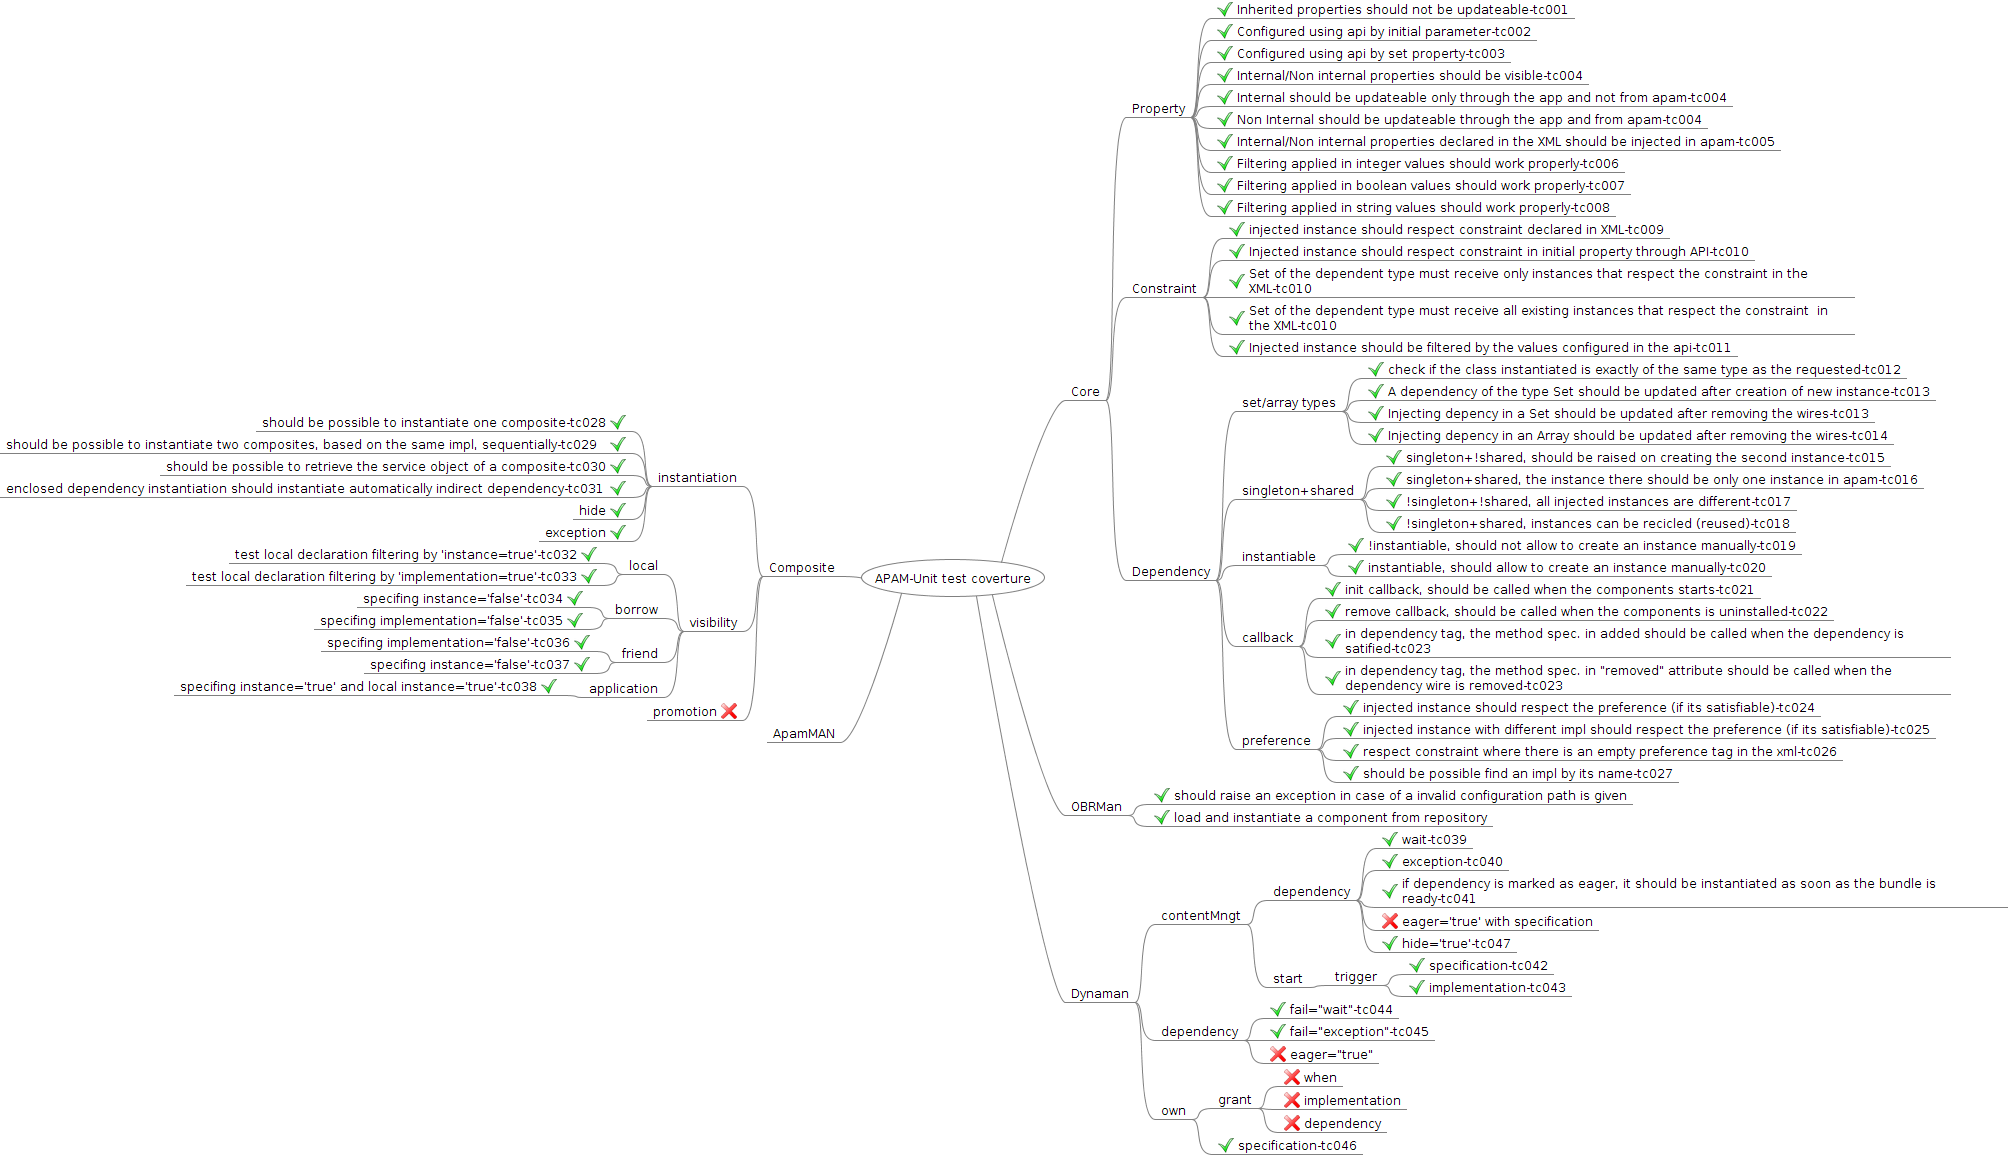 APAM-Unit test coverture
Core
Property
Inherited properties should not be updateable-tc001
Configured using api by initial parameter-tc002
Configured using api by set property-tc003
Internal/Non internal properties should be visible-tc004
Internal should be updateable only through the app and not from apam-tc004
Non Internal should be updateable through the app and from apam-tc004
Internal/Non internal properties declared in the XML should be injected in apam-tc005
Filtering applied in integer values should work properly-tc006
Filtering applied in boolean values should work properly-tc007
Filtering applied in string values should work properly-tc008
Constraint
injected instance should respect constraint declared in XML-tc009
Injected instance should respect constraint in initial property through API-tc010
Set of the dependent type must receive only instances that respect the constraint in the
XML-tc010
Set of the dependent type must receive all existing instances that respect the constraint  in
the XML-tc010
Injected instance should be filtered by the values configured in the api-tc011
Dependency
set/array types
check if the class instantiated is exactly of the same type as the requested-tc012
A dependency of the type Set should be updated after creation of new instance-tc013
Injecting depency in a Set should be updated after removing the wires-tc013
Injecting depency in an Array should be updated after removing the wires-tc014
singleton+shared
singleton+!shared, should be raised on creating the second instance-tc015
singleton+shared, the instance there should be only one instance in apam-tc016
!singleton+!shared, all injected instances are different-tc017
!singleton+shared, instances can be recicled (reused)-tc018
instantiable
!instantiable, should not allow to create an instance manually-tc019
instantiable, should allow to create an instance manually-tc020
callback
init callback, should be called when the components starts-tc021
remove callback, should be called when the components is uninstalled-tc022
in dependency tag, the method spec. in added should be called when the dependency is
satified-tc023
in dependency tag, the method spec. in "removed" attribute should be called when the
dependency wire is removed-tc023
preference
injected instance should respect the preference (if its satisfiable)-tc024
injected instance with different impl should respect the preference (if its satisfiable)-tc025
respect constraint where there is an empty preference tag in the xml-tc026
should be possible find an impl by its name-tc027
OBRMan
should raise an exception in case of a invalid configuration path is given
load and instantiate a component from repository
Dynaman
contentMngt
dependency
wait-tc039
exception-tc040
if dependency is marked as eager, it should be instantiated as soon as the bundle is
ready-tc041
eager='true' with specification
hide='true'-tc047
start
trigger
specification-tc042
implementation-tc043
dependency
fail="wait"-tc044
fail="exception"-tc045
eager="true"
own
grant
when
implementation
dependency
specification-tc046
Composite
instantiation
should be possible to instantiate one composite-tc028
should be possible to instantiate two composites, based on the same impl, sequentially-tc029
should be possible to retrieve the service object of a composite-tc030
enclosed dependency instantiation should instantiate automatically indirect dependency-tc031
hide
exception
visibility
local
test local declaration filtering by 'instance=true'-tc032
test local declaration filtering by 'implementation=true'-tc033
borrow
specifing instance='false'-tc034
specifing implementation='false'-tc035
friend
specifing implementation='false'-tc036
specifing instance='false'-tc037
application
specifing instance='true' and local instance='true'-tc038
promotion
ApamMAN